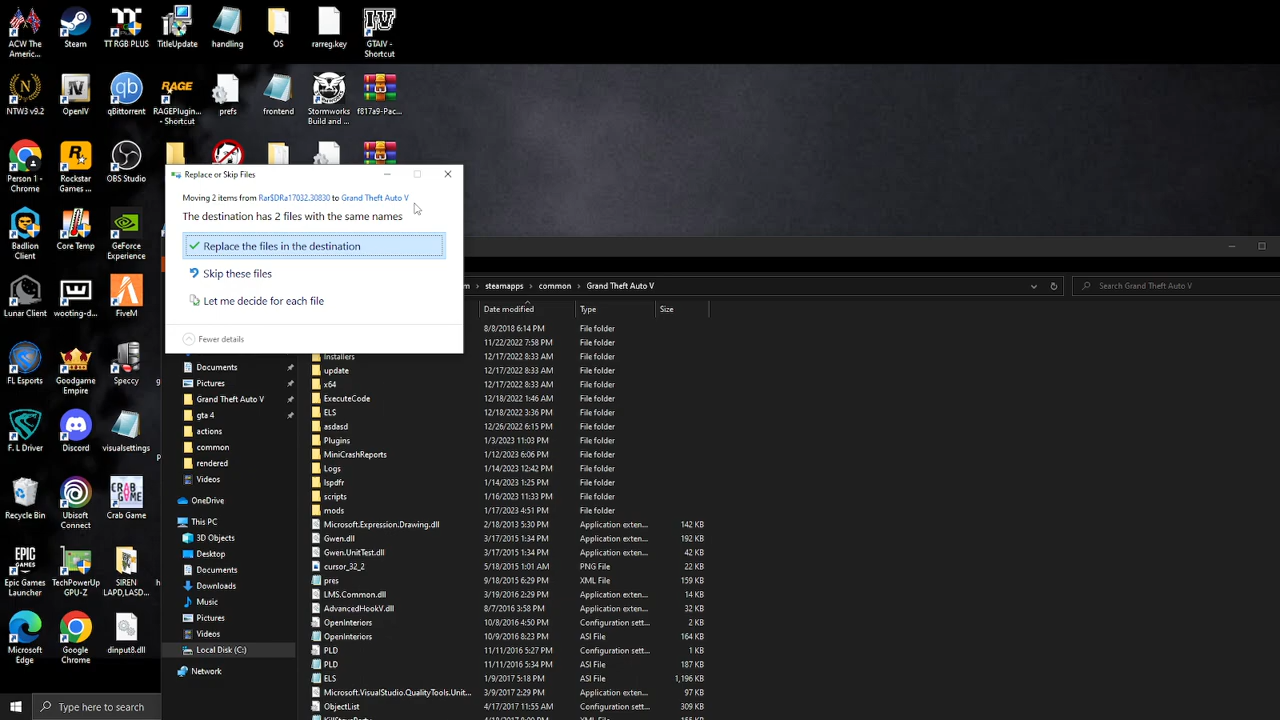 ACW The Americ...
Steam
TT RGB PLUS
TitleUpdate
handling
OS
rarreg.key
GTAIV - Shortcut
NTW3 v9.2
OpenIV
qBittorrent
RAGEPlugin... - Shortcut
prefs
frontend
Stormworks Build and ...
f817a9-Pac...
Person 1 - Chrome
Rockstar Games ...
OBS Studio
Badlion Client
Core Temp
GeForce Experience
Lunar Client
wooting-d...
FiveM
FL Esports
Goodgame Empire
Speccy
F. L Driver
Discord
visualsettings
Recycle Bin
Ubisoft Connect
Crab Game
Epic Games Launcher
TechPowerUp GPU-Z
SIREN LAPD,LASD...
Microsoft Edge
Google Chrome
dinput8.dll
Type here to search
Replace or Skip Files
Moving 2 items from Rar$DRa17032.30830 to Grand Theft Auto V
The destination has 2 files with the same names
Replace the files in the destination
Skip these files
Let me decide for each file
Fewer details
steamapps › common › Grand Theft Auto V
Search Grand Theft Auto V
Date modified Type Size
Documents
Pictures
Grand Theft Auto V
gta 4
actions
common
rendered
Videos
OneDrive
This PC
3D Objects
Desktop
Documents
Downloads
Music
Pictures
Videos
Local Disk (C:)
Network
8/8/2018 6:14 PM File folder
11/22/2022 7:58 PM File folder
Installers 12/17/2022 8:33 AM File folder
update 12/17/2022 8:33 AM File folder
x64 12/17/2022 8:33 AM File folder
ExecuteCode 12/18/2022 1:46 AM File folder
ELS 12/18/2022 3:36 PM File folder
asdasd 12/26/2022 6:15 PM File folder
Plugins 1/3/2023 11:03 PM File folder
MiniCrashReports 1/12/2023 6:06 PM File folder
Logs 1/14/2023 12:42 PM File folder
lspdfr 1/14/2023 1:25 PM File folder
scripts 1/16/2023 11:33 PM File folder
mods 1/17/2023 4:51 PM File folder
Microsoft.Expression.Drawing.dll 2/18/2013 5:30 PM Application exten... 142 KB
Gwen.dll 3/17/2015 1:34 PM Application exten... 192 KB
Gwen.UnitTest.dll 3/17/2015 1:34 PM Application exten... 42 KB
cursor_32_2 5/18/2015 1:01 AM PNG File 22 KB
pres 9/18/2015 6:29 PM XML File 159 KB
LMS.Common.dll 3/19/2016 2:29 PM Application exten... 14 KB
AdvancedHookV.dll 8/7/2016 3:58 PM Application exten... 32 KB
OpenInteriors 10/8/2016 4:50 PM Configuration sett... 2 KB
OpenInteriors 10/9/2016 8:23 PM ASI File 164 KB
PLD 11/11/2016 5:27 PM Configuration sett... 1 KB
PLD 11/11/2016 5:34 PM ASI File 187 KB
ELS 1/9/2017 5:18 PM ASI File 1,196 KB
Microsoft.VisualStudio.QualityTools.Unit... 3/9/2017 2:29 PM Application exten... 97 KB
ObjectList 4/17/2017 11:55 AM Configuration sett... 309 KB